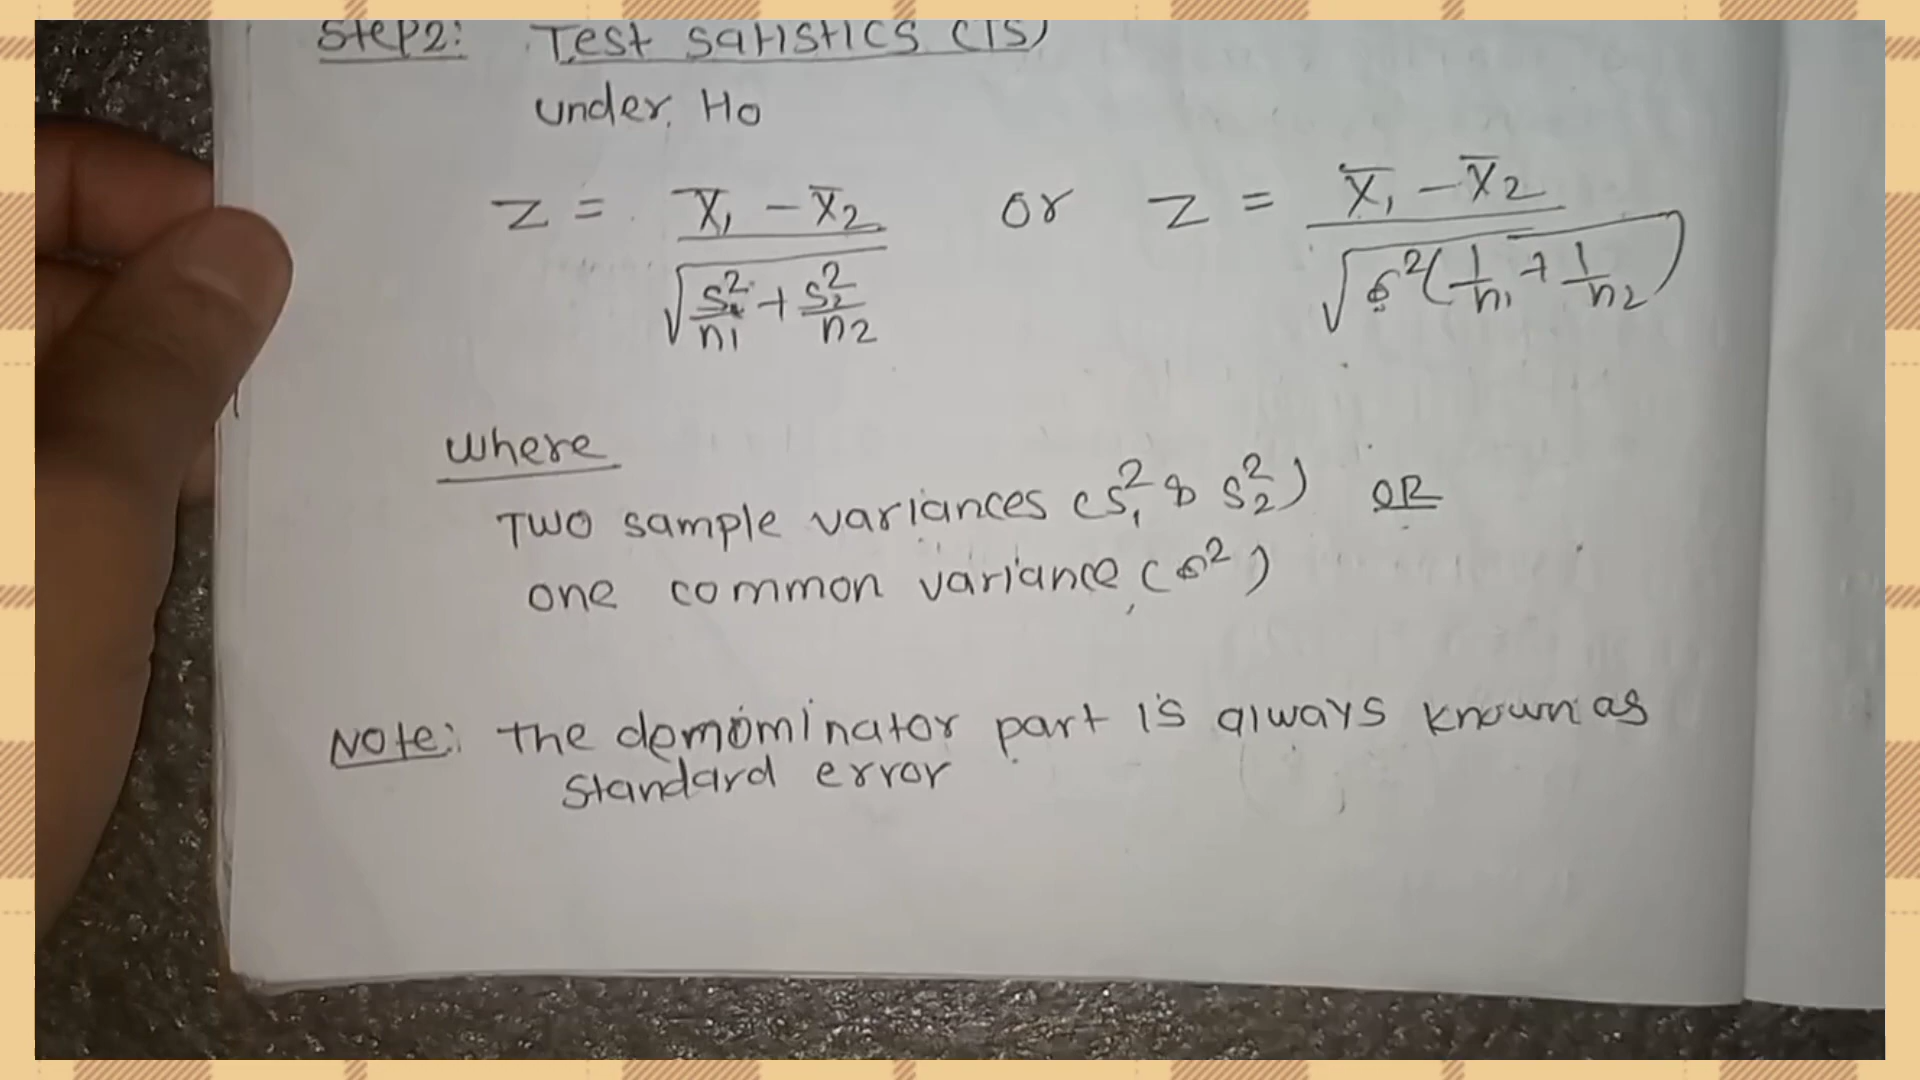 Step2: Test satistics (TS)
under Ho
z = x̄₁ - x̄₂ / √(s₁²/n₁ + s₂²/n₂) or z = x̄₁ - x̄₂ / √(σ²(1/n₁ + 1/n₂))
where
Two sample variances (s₁² & s₂²) OR
one common variance (σ²)
Note: The demominator part is always known as
standard error